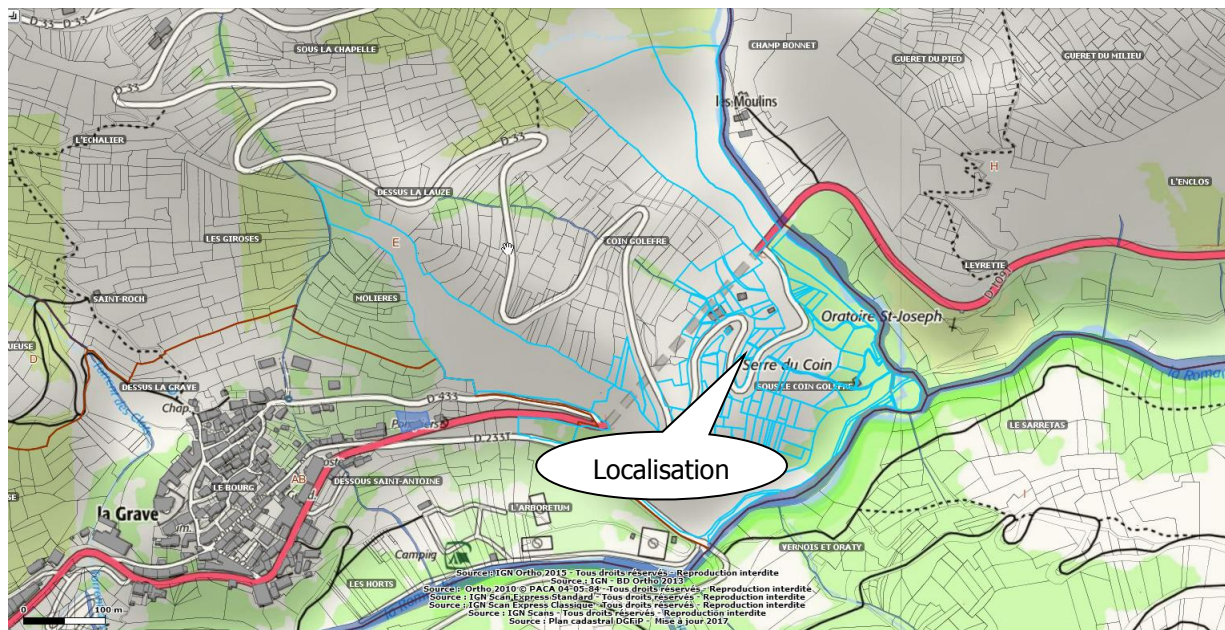 D 33
D 33
SOUS LA CHAPELLE
CHAMP BONNET
GUERET DU PIED
GUERET DU MILIEU
D 33
les Moulins
L'ECHALIER
D 33
H
L'ENCLOS
DESSUS LA LAUZE
LES GIROSES
E
COIN GOLEFRE
LEYRETTE
MOLIERES
SAINT-ROCH
Oratoire St-Joseph
D
Serre du Coin
SOUS LE COIN GOLEFRE
DESSUS LA GRAVE
Chap.
D 433
D 233T
LE SARRETAS
Localisation
AB
LE BOURG
DESSOUS SAINT-ANTOINE
I
la Grave
L'ARBORETUM
Camping
VERNOIS ET ORATY
LES HORTS
Source : IGN Ortho 2015 - Tous droits réservés - Reproduction interdite
Source : IGN - BD Ortho 2013
Source : Ortho 2010 © PACA 04-05-84 - Tous droits réservés - Reproduction interdite
Source : IGN Scan Express Standard - Tous droits réservés - Reproduction interdite
Source : IGN Scan Express Classique - Tous droits réservés - Reproduction interdite
Source : IGN Scans - Tous droits réservés - Reproduction interdite
Source : Plan cadastral DGFiP - Mise à jour 2017
0 100 m